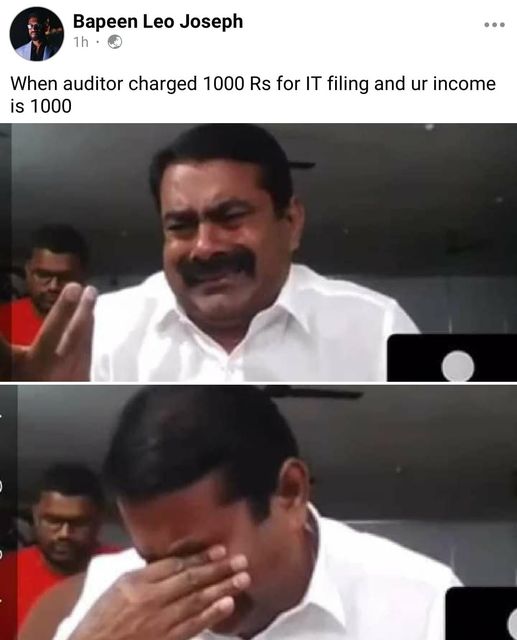 Bapeen Leo Joseph
1h ·
When auditor charged 1000 Rs for IT filing and ur income
is 1000